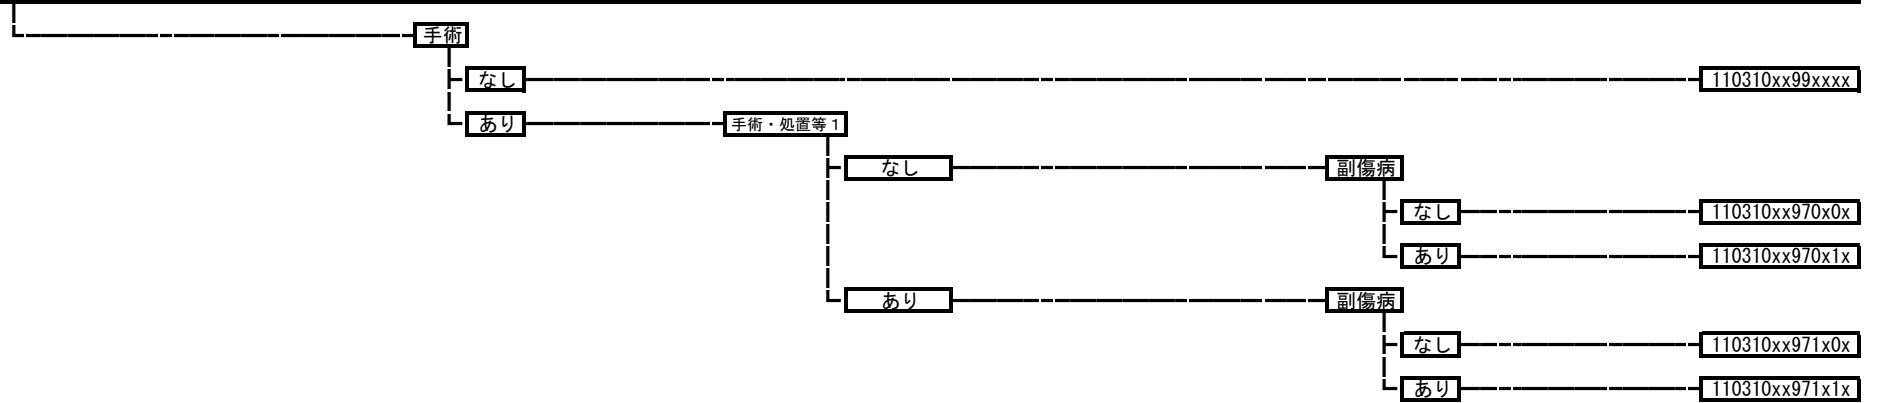 手術
なし 110310xx99xxxx
あり 手術・処置等１
なし 副傷病
なし 110310xx970x0x
あり 110310xx970x1x
あり 副傷病
なし 110310xx971x0x
あり 110310xx971x1x